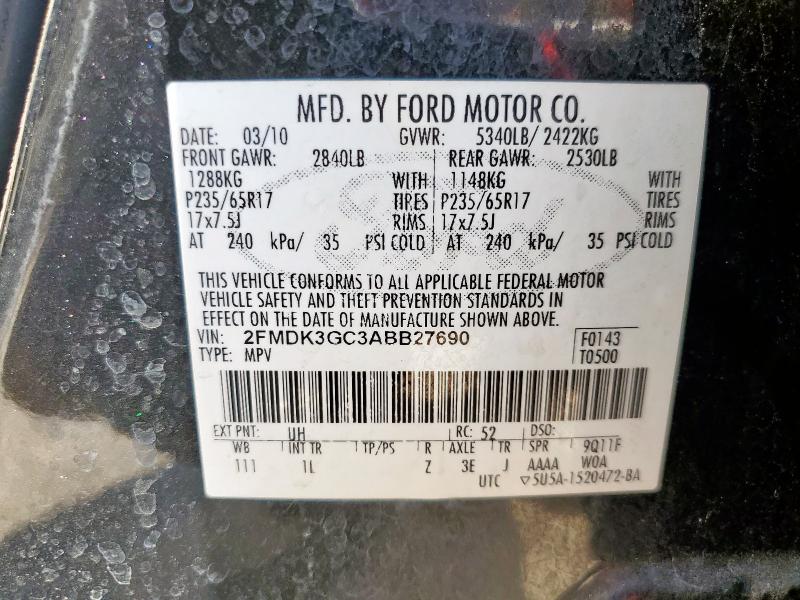 MFD. BY FORD MOTOR CO.
DATE: 03/10 GVWR: 5340LB/ 2422KG
FRONT GAWR: 2840LB REAR GAWR: 2530LB
1288KG WITH 1148KG WITH
P235/65R17 TIRES P235/65R17 TIRES
17x7.5J RIMS 17x7.5J RIMS
AT 240 kPa/ 35 PSI COLD AT 240 kPa/ 35 PSI COLD
THIS VEHICLE CONFORMS TO ALL APPLICABLE FEDERAL MOTOR
VEHICLE SAFETY AND THEFT PREVENTION STANDARDS IN
EFFECT ON THE DATE OF MANUFACTURE SHOWN ABOVE.
VIN: 2FMDK3GC3ABB27690 F0143
TYPE: MPV T0500
EXT PNT: UH RC: 52 DSO:
WB INT TR TP/PS R AXLE TR SPR 9Q11F
111 1L Z 3E J AAAA W0A
UTC ▽5U5A-1520472-BA